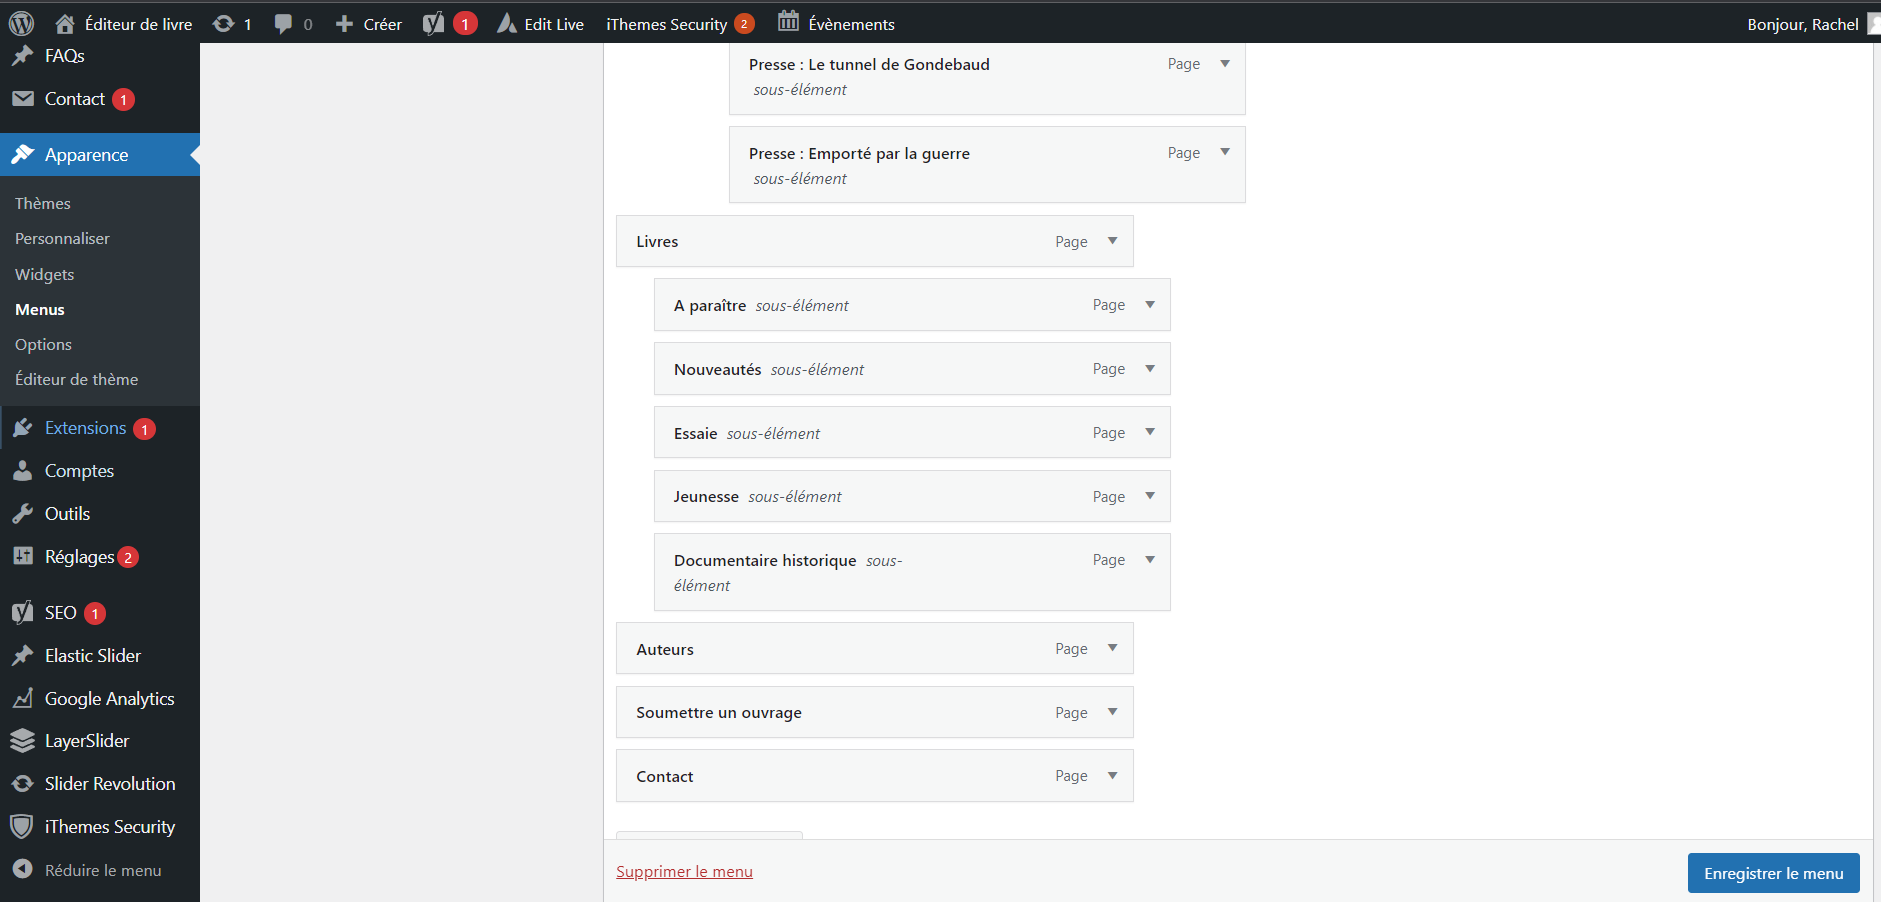 Éditeur de livre 1 0 Créer 1 Edit Live iThemes Security 2 Évènements Bonjour, Rachel
FAQs
Contact 1
Apparence
Thèmes
Personnaliser
Widgets
Menus
Options
Éditeur de thème
Extensions 1
Comptes
Outils
Réglages 2
SEO 1
Elastic Slider
Google Analytics
LayerSlider
Slider Revolution
iThemes Security
Réduire le menu
Presse : Le tunnel de Gondebaud Page
sous-élément
Presse : Emporté par la guerre Page
sous-élément
Livres Page
A paraître sous-élément Page
Nouveautés sous-élément Page
Essaie sous-élément Page
Jeunesse sous-élément Page
Documentaire historique sous- Page
élément
Auteurs Page
Soumettre un ouvrage Page
Contact Page
Supprimer le menu Enregistrer le menu